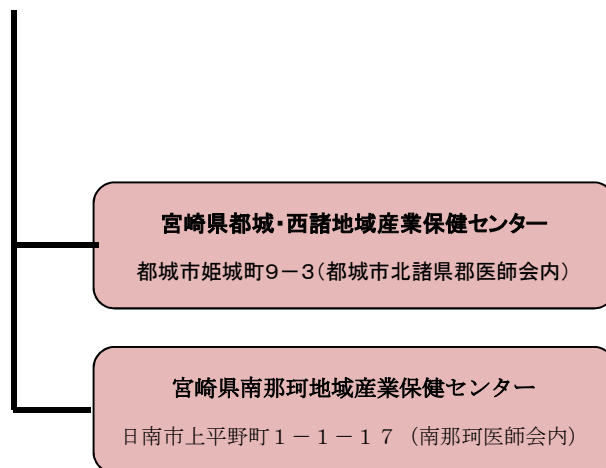 宮崎県都城・西諸地域産業保健センター
都城市姫城町9－3（都城市北諸県郡医師会内）
宮崎県南那珂地域産業保健センター
日南市上平野町１－１－１７（南那珂医師会内）